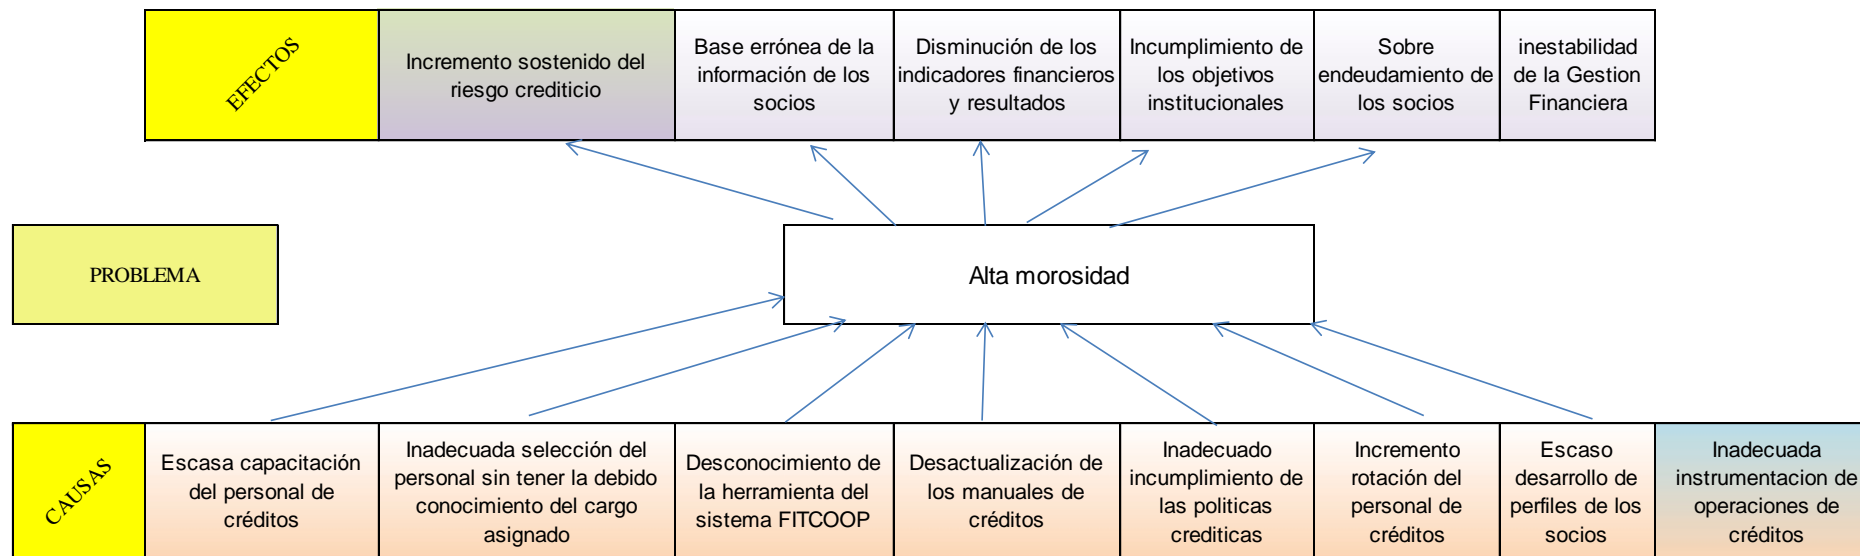 EFECTOS
Incremento sostenido del
riesgo crediticio
Base errónea de la
información de los
socios
Disminución de los
indicadores financieros
y resultados
Incumplimiento de
los objetivos
institucionales
Sobre
endeudamiento de
los socios
inestabilidad
de la Gestion
Financiera
PROBLEMA
Alta morosidad
CAUSAS
Escasa capacitación
del personal de
créditos
Inadecuada selección del
personal sin tener la debido
conocimiento del cargo
asignado
Desconocimiento de
la herramienta del
sistema FITCOOP
Desactualización de
los manuales de
créditos
Inadecuado
incumplimiento de
las politicas
crediticas
Incremento
rotación del
personal de
créditos
Escaso
desarrollo de
perfiles de los
socios
Inadecuada
instrumentacion de
operaciones de
créditos